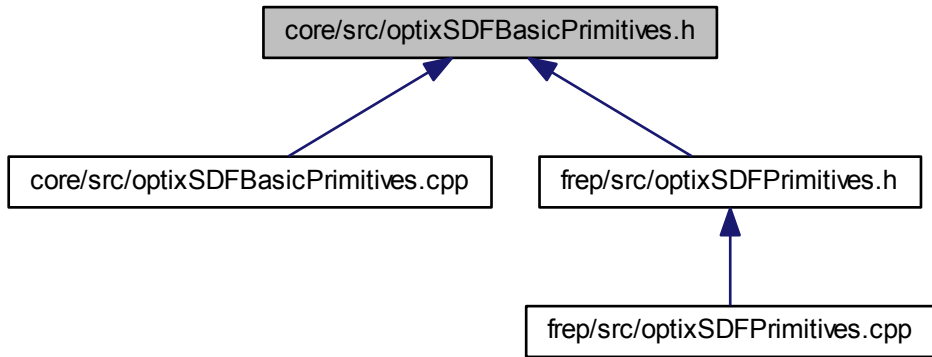 core/src/optixSDFBasicPrimitives.h
core/src/optixSDFBasicPrimitives.cpp
frep/src/optixSDFPrimitives.h
frep/src/optixSDFPrimitives.cpp